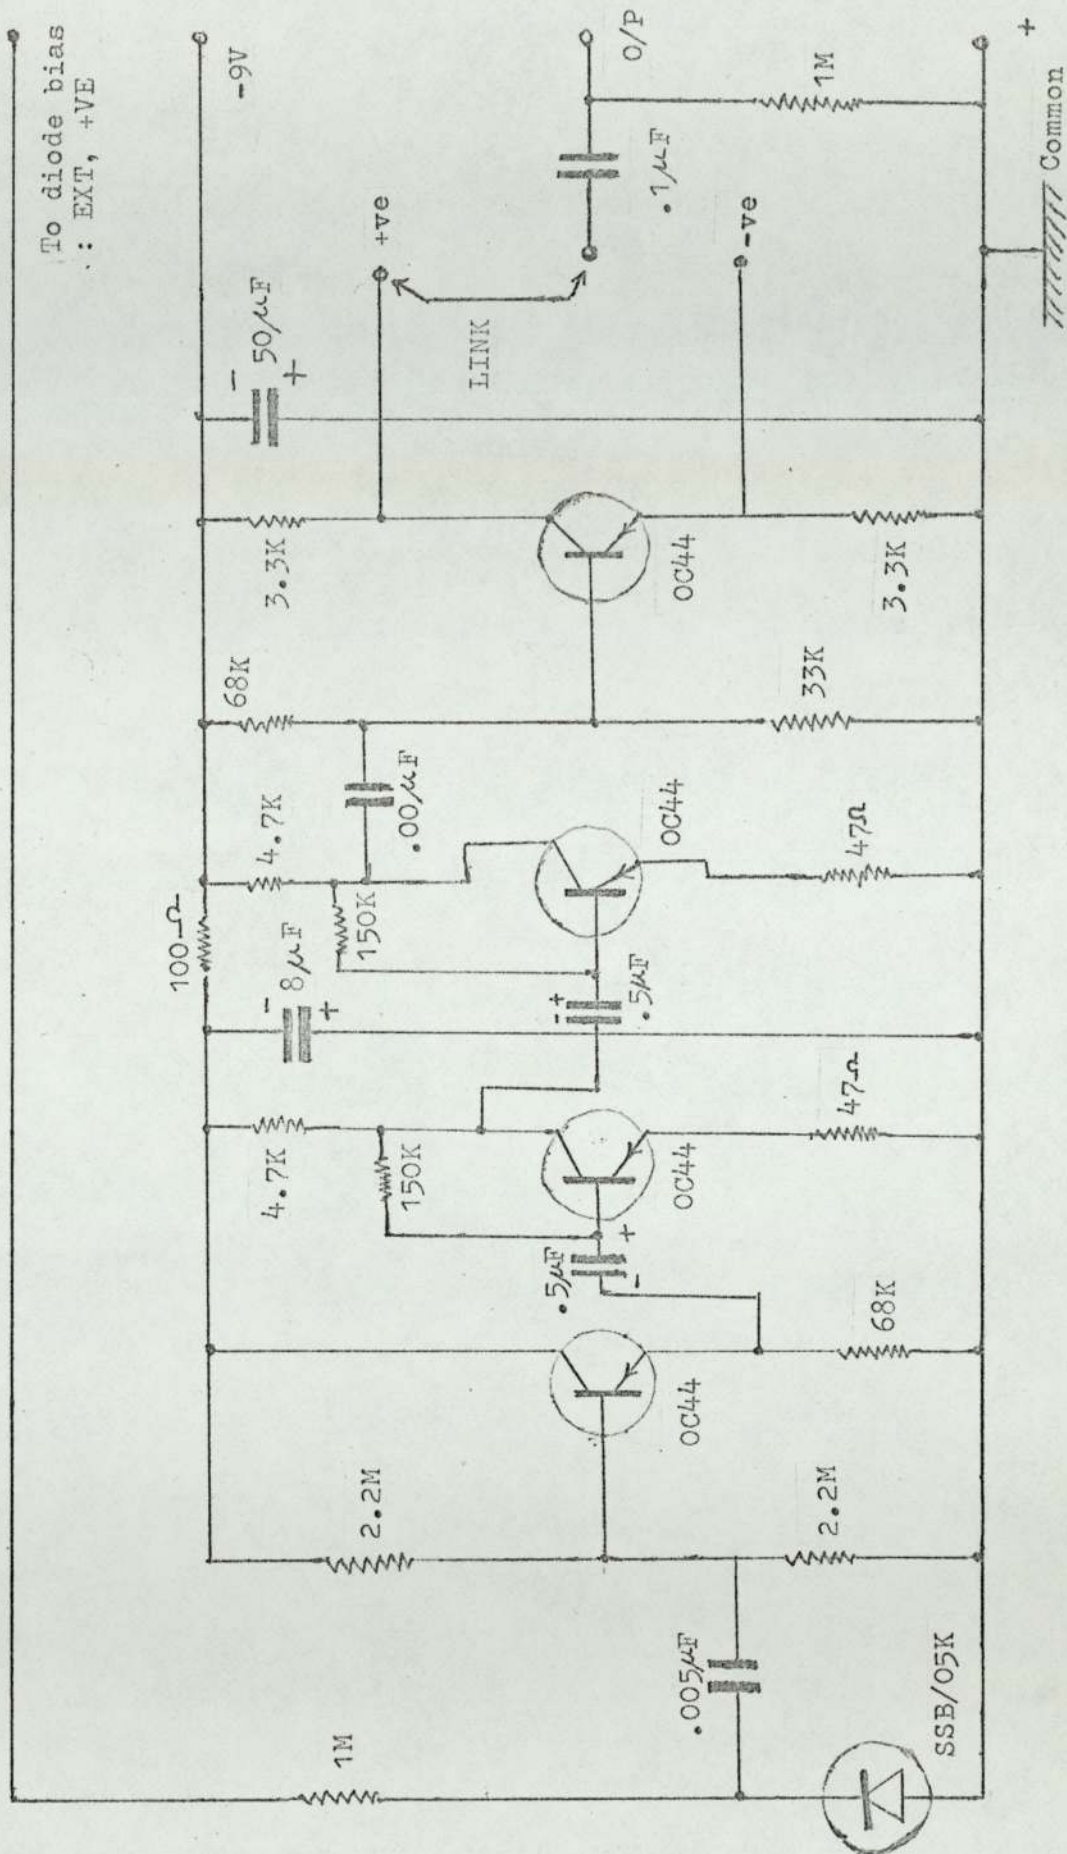 To diode bias
.: EXT, +VE
-9V
O/P
+
1M
.1μF
+ve
-ve
LINK
Common
-
50μF
+
3.3K
OC44
3.3K
68K
33K
.00μF
4.7K
150K
OC44
47Ω
100Ω
-
8μF
+
- +
.5μF
4.7K
150K
OC44
47Ω
.5μF
-
+
OC44
68K
2.2M
2.2M
.005μF
1M
SSB/05K